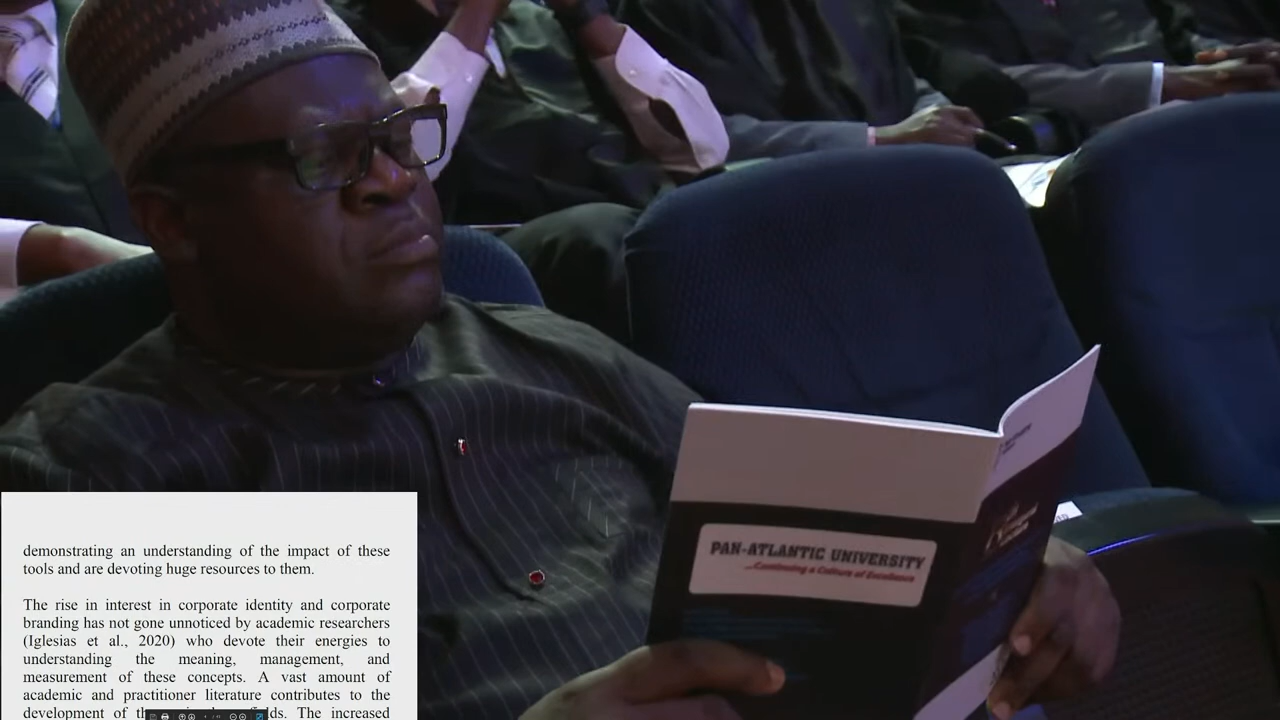 PAN-ATLANTIC UNIVERSITY
...Continuing a Culture of Excellence
demonstrating an understanding of the impact of these
tools and are devoting huge resources to them.
The rise in interest in corporate identity and corporate
branding has not gone unnoticed by academic researchers
(Iglesias et al., 2020) who devote their energies to
understanding the meaning, management, and
measurement of these concepts. A vast amount of
academic and practitioner literature contributes to the
development of
The increased